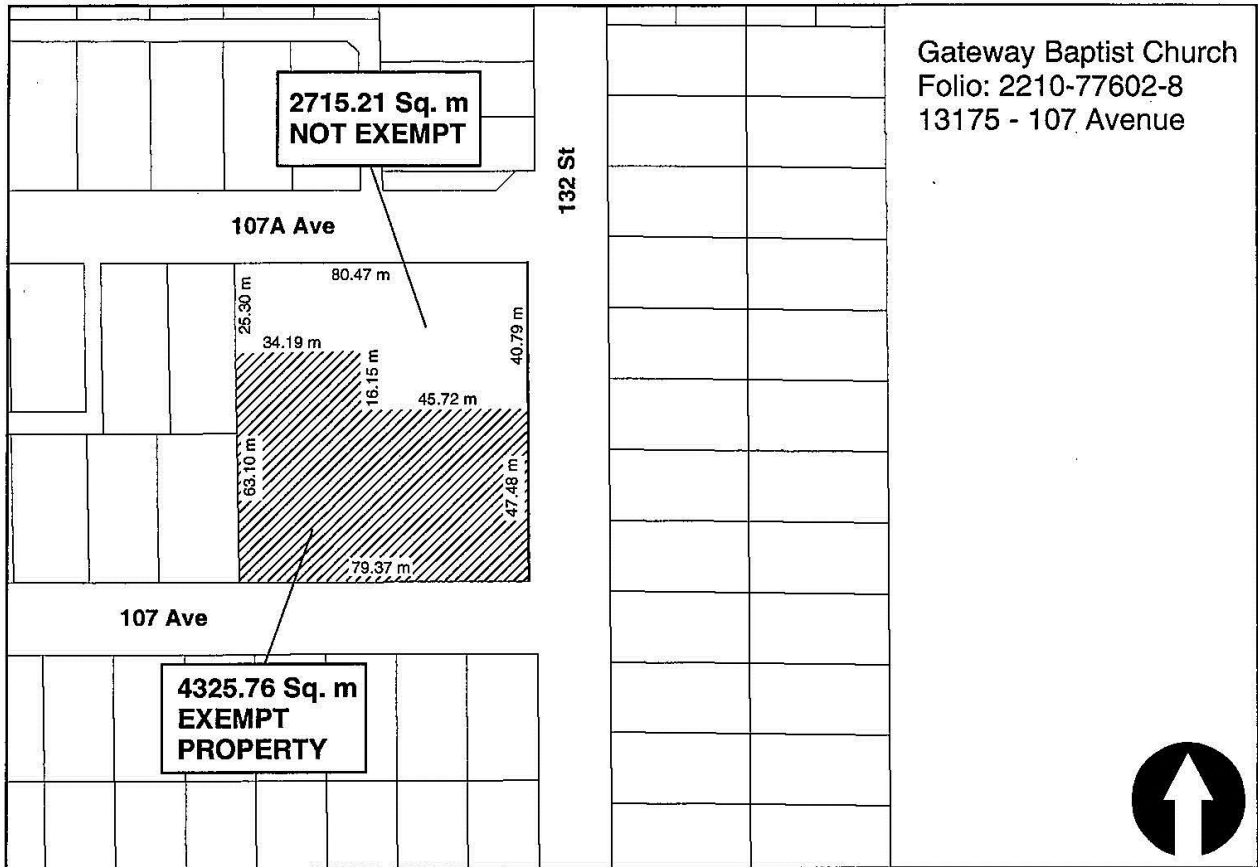 Gateway Baptist Church
Folio: 2210-77602-8
13175 - 107 Avenue
2715.21 Sq. m
NOT EXEMPT
132 St
107A Ave
80.47 m
25.30 m
34.19 m
16.15 m
40.79 m
45.72 m
63.10 m
47.48 m
79.37 m
107 Ave
4325.76 Sq. m
EXEMPT
PROPERTY